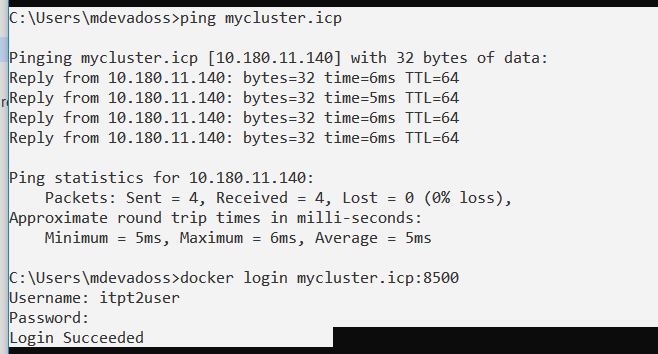 C:\Users\mdevadoss>ping mycluster.icp
Pinging mycluster.icp [10.180.11.140] with 32 bytes of data:
Reply from 10.180.11.140: bytes=32 time=6ms TTL=64
Reply from 10.180.11.140: bytes=32 time=5ms TTL=64
Reply from 10.180.11.140: bytes=32 time=6ms TTL=64
Reply from 10.180.11.140: bytes=32 time=6ms TTL=64
Ping statistics for 10.180.11.140:
    Packets: Sent = 4, Received = 4, Lost = 0 (0% loss),
Approximate round trip times in milli-seconds:
    Minimum = 5ms, Maximum = 6ms, Average = 5ms
C:\Users\mdevadoss>docker login mycluster.icp:8500
Username: itpt2user
Password:
Login Succeeded